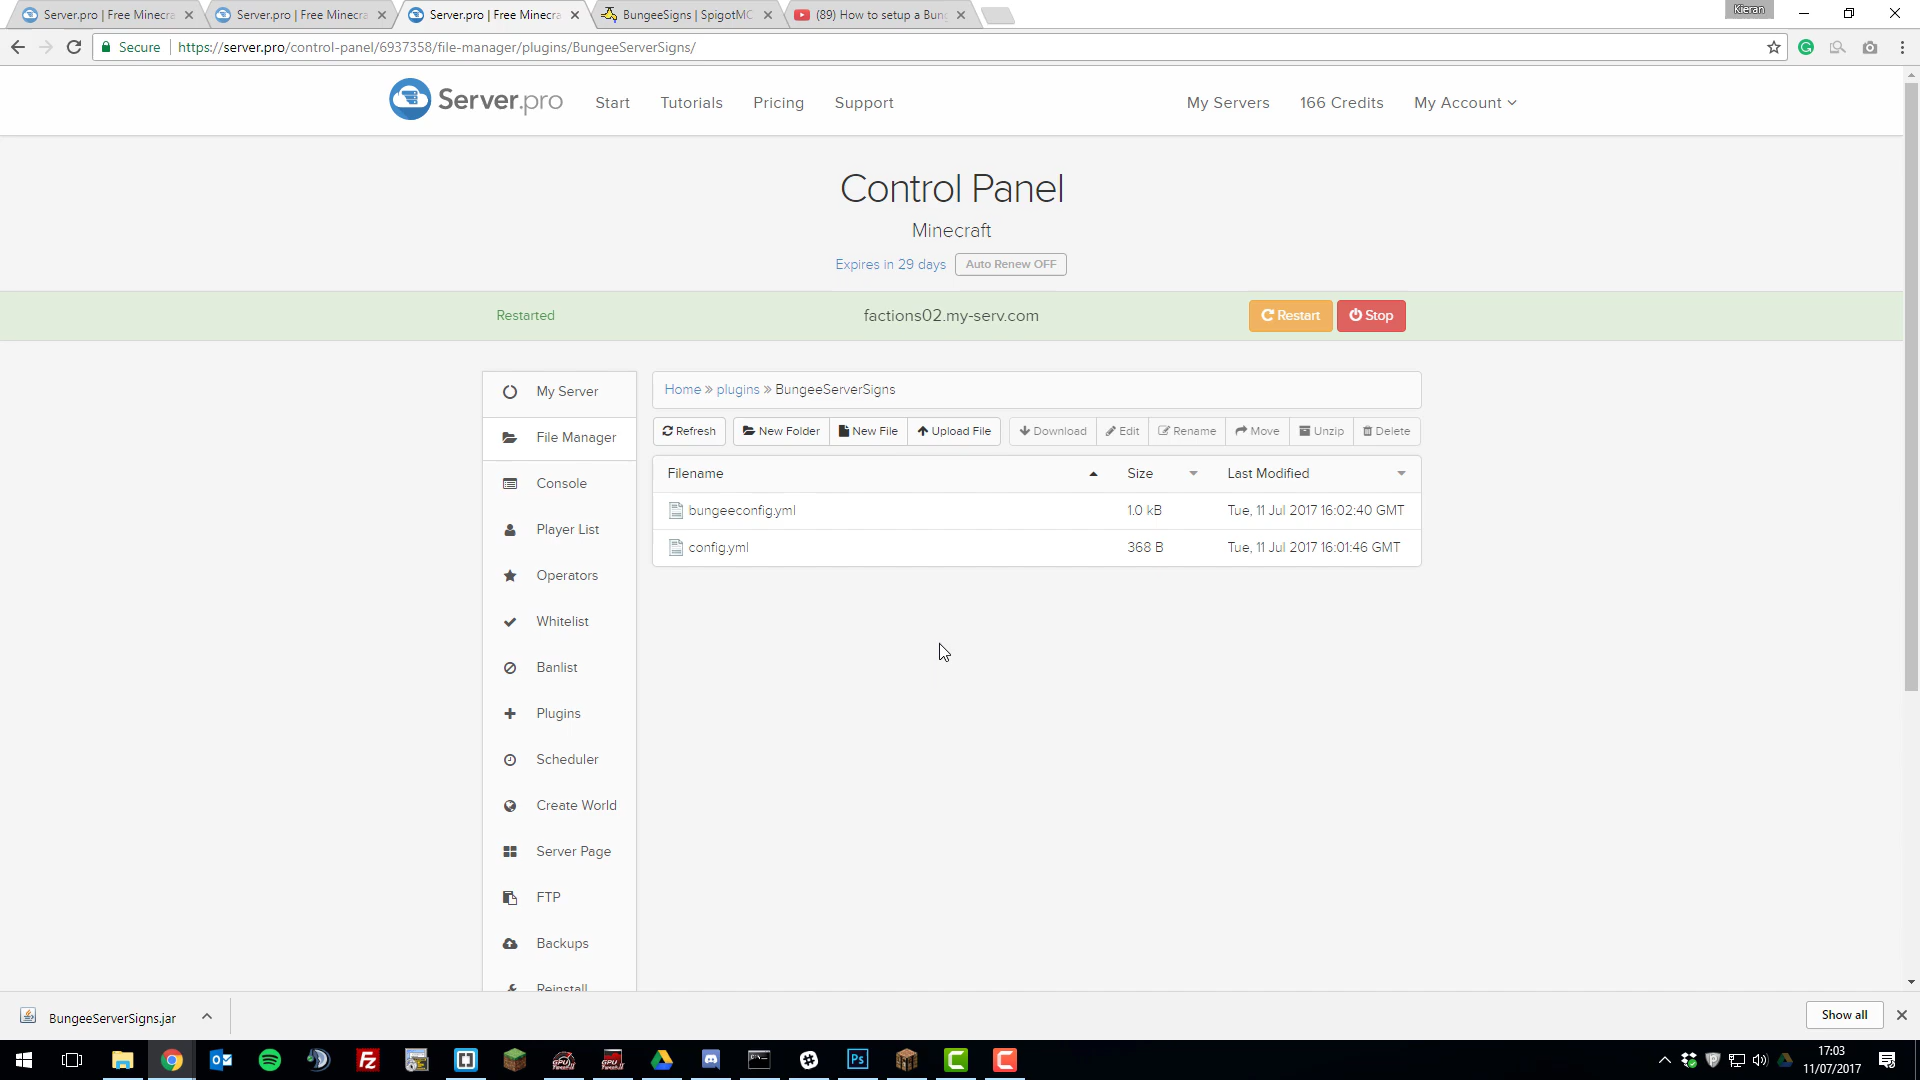 Server.pro | Free Minecra
Server.pro | Free Minecra
Server.pro | Free Minecra
BungeeSigns | SpigotMC
(89) How to setup a Bun
Kieran
Secure
https://server.pro/control-panel/6937358/file-manager/plugins/BungeeServerSigns/
Server.pro
Start
Tutorials
Pricing
Support
My Servers
166 Credits
My Account
Control Panel
Minecraft
Expires in 29 days
Auto Renew OFF
Restarted
factions02.my-serv.com
Restart
Stop
My Server
File Manager
Console
Player List
Operators
Whitelist
Banlist
Plugins
Scheduler
Create World
Server Page
FTP
Backups
Reinstall
Home » plugins » BungeeServerSigns
Refresh
New Folder
New File
Upload File
Download
Edit
Rename
Move
Unzip
Delete
Filename
Size
Last Modified
bungeeconfig.yml
1.0 kB
Tue, 11 Jul 2017 16:02:40 GMT
config.yml
368 B
Tue, 11 Jul 2017 16:01:46 GMT
BungeeServerSigns.jar
Show all
17:03
11/07/2017